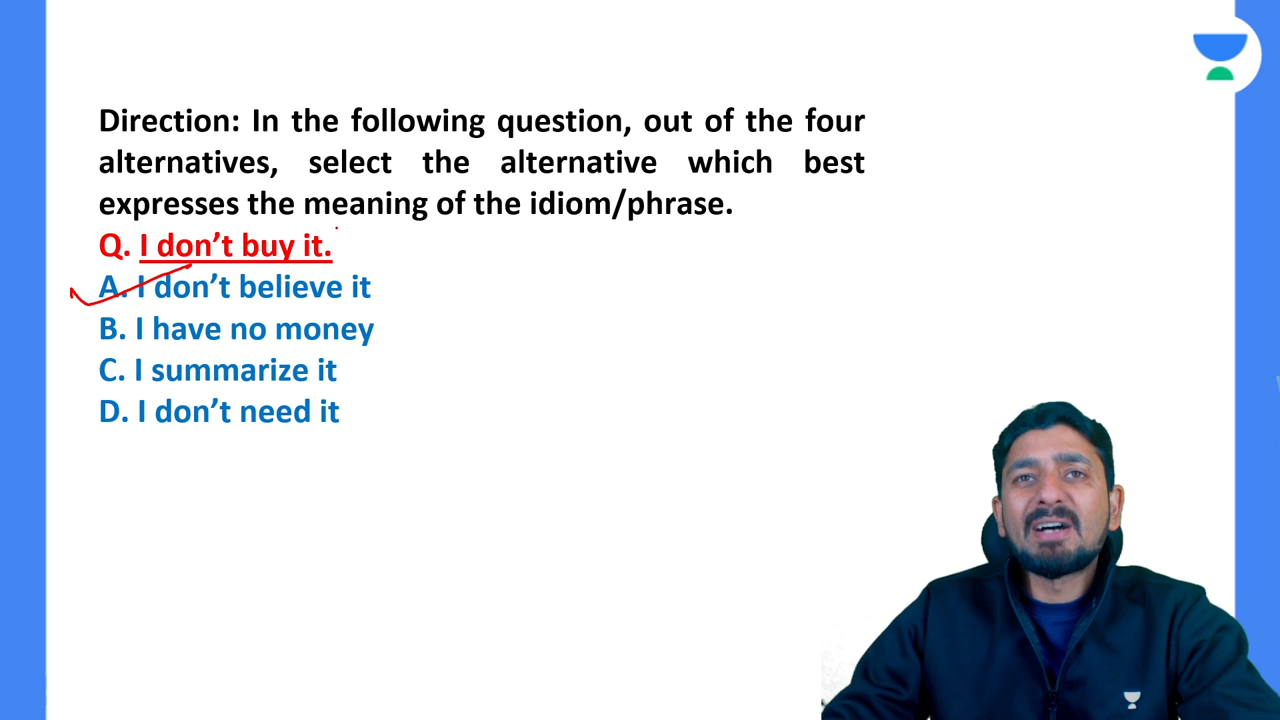 Direction: In the following question, out of the four
alternatives, select the alternative which best
expresses the meaning of the idiom/phrase.
Q. I don’t buy it.
A. I don’t believe it
B. I have no money
C. I summarize it
D. I don’t need it